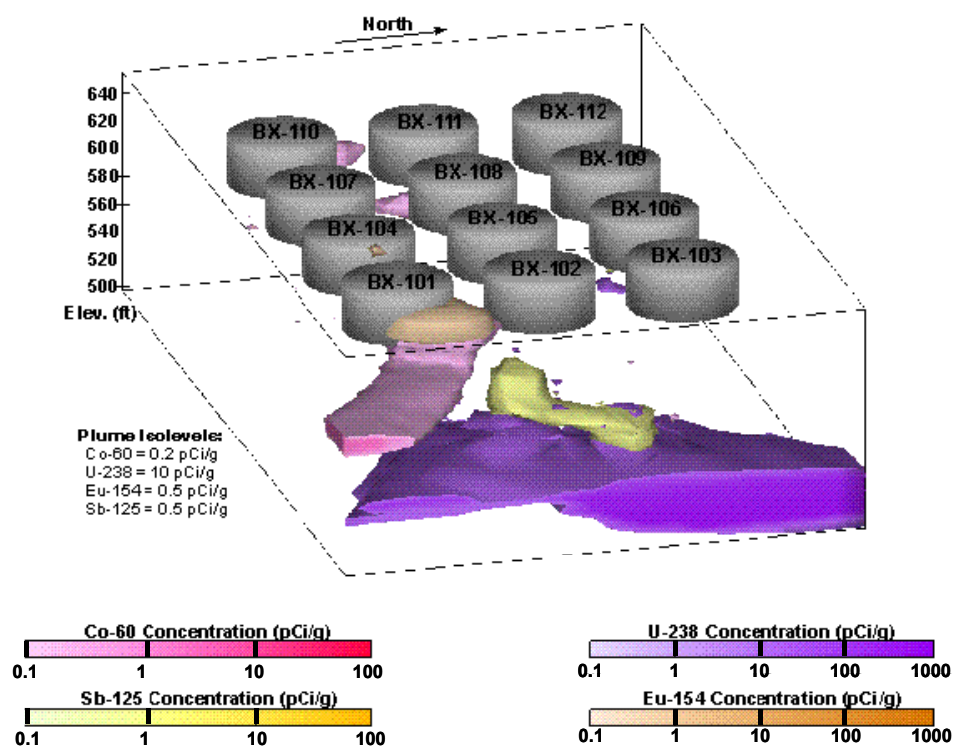 North
640
620
600
580
560
540
520
500
Elev. (ft)
BX-110
BX-111
BX-112
BX-107
BX-108
BX-109
BX-104
BX-105
BX-106
BX-101
BX-102
BX-103
Plume Isolevels:
Co-60 = 0.2 pCi/g
U-238 = 10 pCi/g
Eu-154 = 0.5 pCi/g
Sb-125 = 0.5 pCi/g
Co-60 Concentration (pCi/g)
0.1 1 10 100
U-238 Concentration (pCi/g)
0.1 1 10 100 1000
Sb-125 Concentration (pCi/g)
0.1 1 10 100
Eu-154 Concentration (pCi/g)
0.1 1 10 100 1000